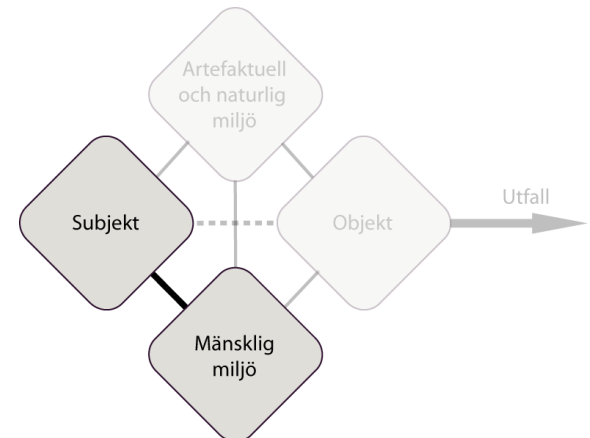 Artefaktuell
och naturlig
miljö
Subjekt
Objekt
Utfall
Mänsklig
miljö